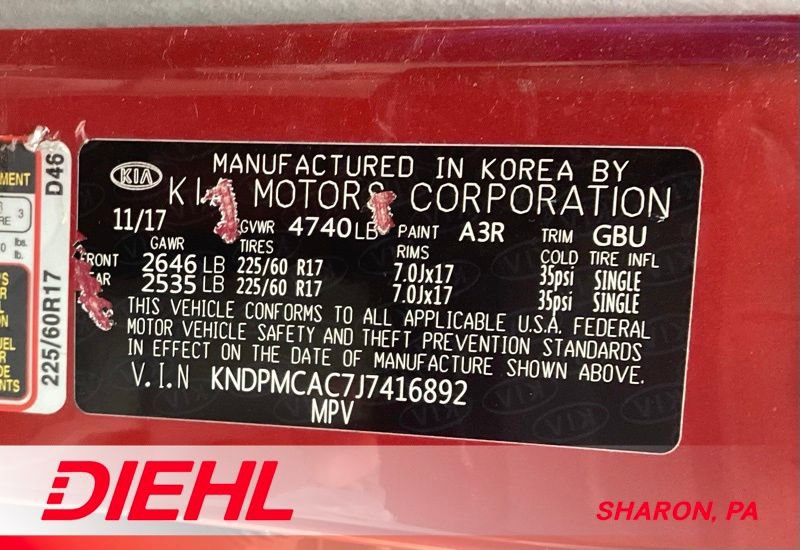 MANUFACTURED IN KOREA BY
KIA
KIA MOTORS CORPORATION
11/17 GVWR 4740 LB PAINT A3R TRIM GBU
GAWR TIRES RIMS COLD TIRE INFL
FRONT 2646 LB 225/60 R17 7.0Jx17 35psi SINGLE
REAR 2535 LB 225/60 R17 7.0Jx17 35psi SINGLE
THIS VEHICLE CONFORMS TO ALL APPLICABLE U.S.A. FEDERAL
MOTOR VEHICLE SAFETY AND THEFT PREVENTION STANDARDS
IN EFFECT ON THE DATE OF MANUFACTURE SHOWN ABOVE.
V.I.N KNDPMCAC7J7416892
MPV
225/60R17 D46
DIEHL
SHARON, PA